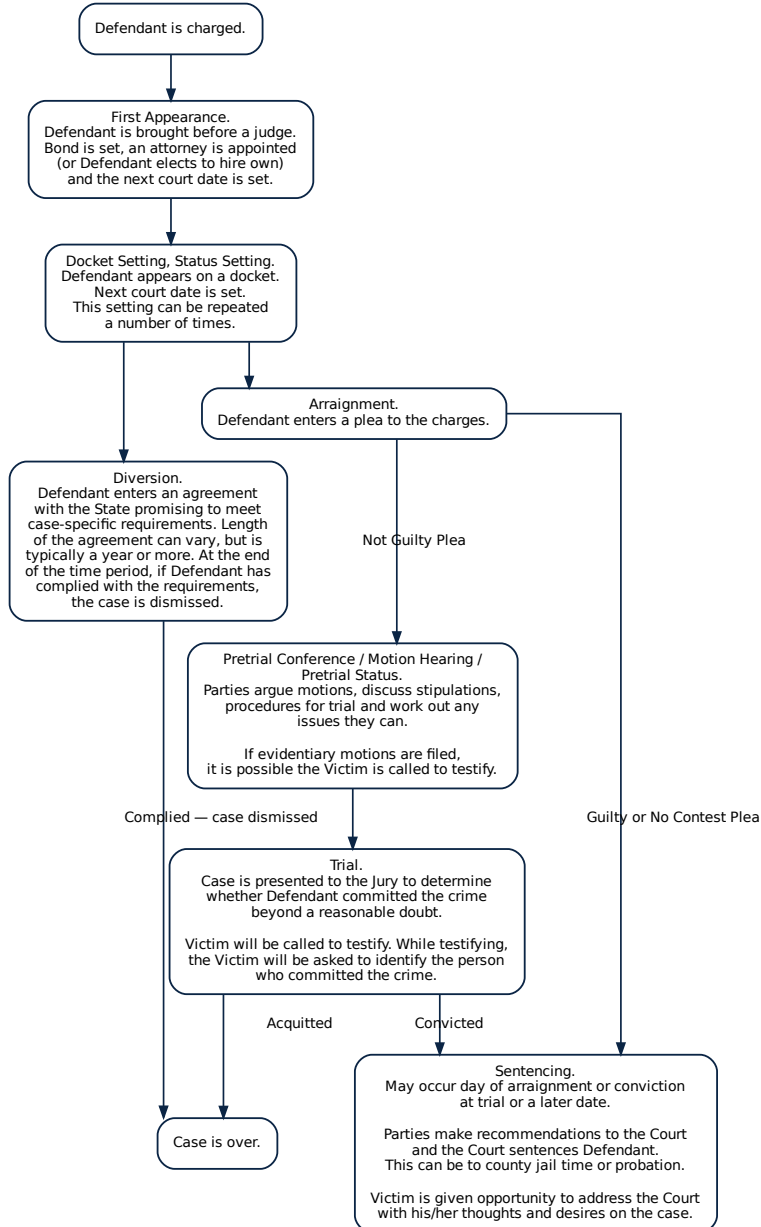 Defendant is charged.
First Appearance.
Defendant is brought before a judge.
Bond is set, an attorney is appointed
(or Defendant elects to hire own)
and the next court date is set.
Docket Setting, Status Setting.
Defendant appears on a docket.
Next court date is set.
This setting can be repeated
a number of times.
Arraignment.
Defendant enters a plea to the charges.
Diversion.
Defendant enters an agreement
with the State promising to meet
case-specific requirements. Length
of the agreement can vary, but is
typically a year or more. At the end
of the time period, if Defendant has
complied with the requirements,
the case is dismissed.
Not Guilty Plea
Pretrial Conference / Motion Hearing /
Pretrial Status.
Parties argue motions, discuss stipulations,
procedures for trial and work out any
issues they can.
If evidentiary motions are filed,
it is possible the Victim is called to testify.
Complied — case dismissed
Guilty or No Contest Plea
Trial.
Case is presented to the Jury to determine
whether Defendant committed the crime
beyond a reasonable doubt.
Victim will be called to testify. While testifying,
the Victim will be asked to identify the person
who committed the crime.
Acquitted
Convicted
Case is over.
Sentencing.
May occur day of arraignment or conviction
at trial or a later date.
Parties make recommendations to the Court
and the Court sentences Defendant.
This can be to county jail time or probation.
Victim is given opportunity to address the Court
with his/her thoughts and desires on the case.